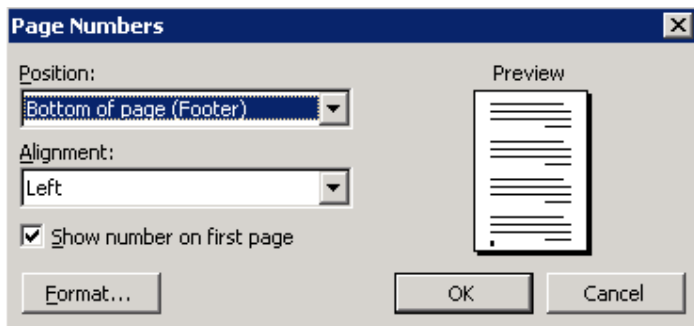 Page Numbers
Position:
Preview
Bottom of page (Footer)
Alignment:
Left
Show number on first page
Format...
OK
Cancel